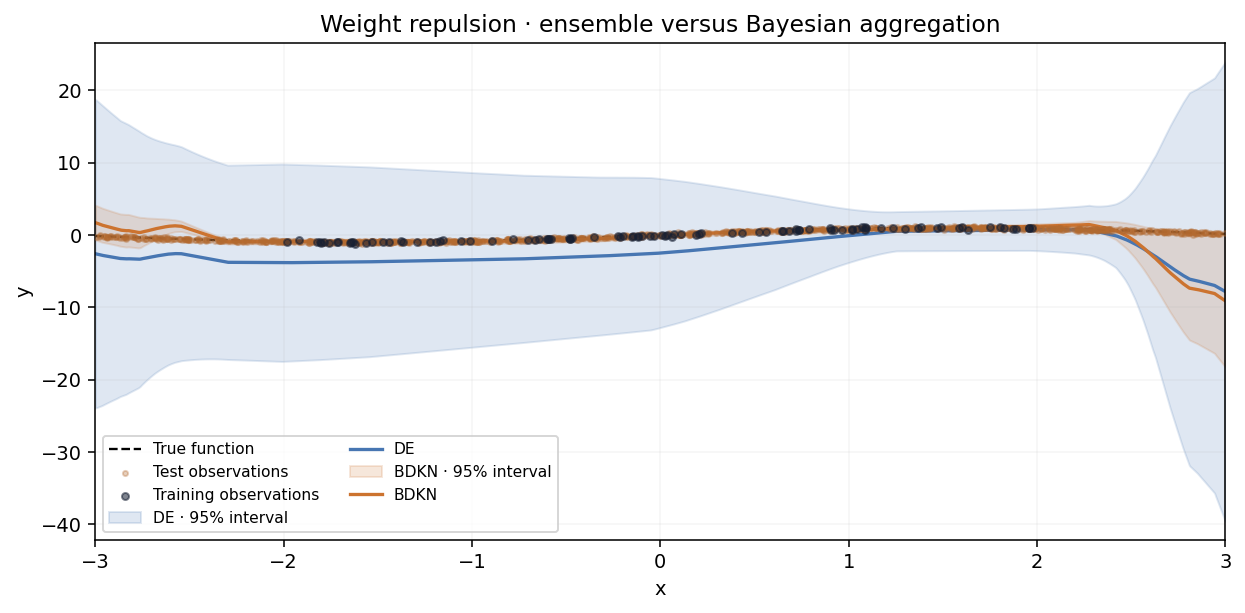 Weight repulsion · ensemble versus Bayesian aggregation
20
10
0
−10
−20
−30
−40
y
True function
Test observations
Training observations
DE · 95% interval
DE
BDKN · 95% interval
BDKN
−3
−2
−1
0
1
2
3
x